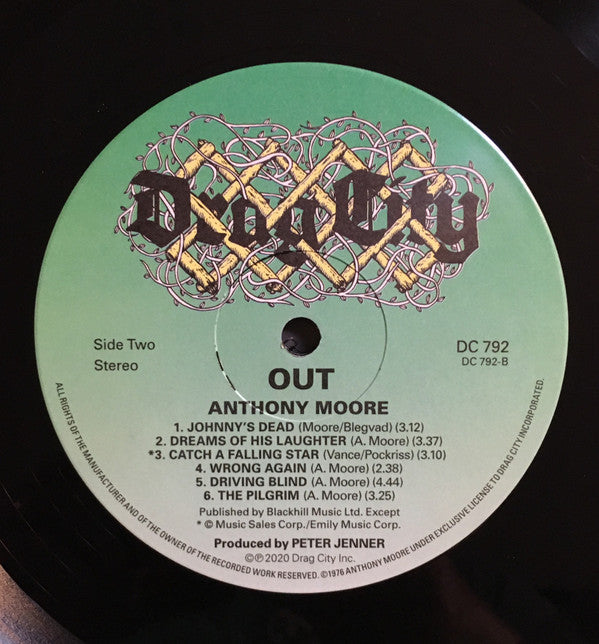 Drag City
Side Two
Stereo
DC 792
DC 792-B
OUT
ANTHONY MOORE
1. JOHNNY'S DEAD (Moore/Blegvad) (3.12)
2. DREAMS OF HIS LAUGHTER (A. Moore) (3.37)
*3. CATCH A FALLING STAR (Vance/Pockriss) (3.10)
4. WRONG AGAIN (A. Moore) (2.38)
5. DRIVING BLIND (A. Moore) (4.44)
6. THE PILGRIM (A. Moore) (3.25)
Published by Blackhill Music Ltd. Except
* © Music Sales Corp./Emily Music Corp.
Produced by PETER JENNER
©℗2020 Drag City Inc.
ALL RIGHTS OF THE MANUFACTURER AND OF THE OWNER OF THE RECORDED WORK RESERVED. ©1976 ANTHONY MOORE UNDER EXCLUSIVE LICENSE TO DRAG CITY INCORPORATED.